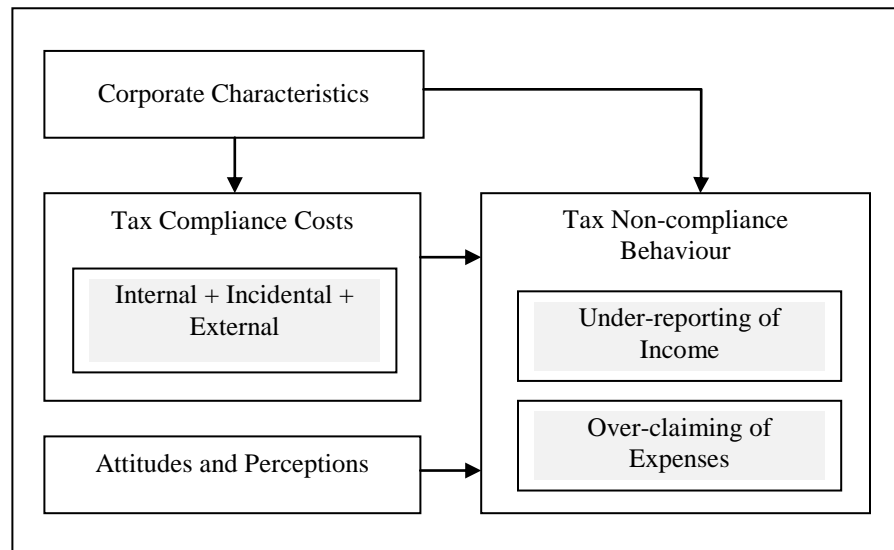 Corporate Characteristics
Tax Compliance Costs
Internal + Incidental +
External
Attitudes and Perceptions
Tax Non-compliance
Behaviour
Under-reporting of
Income
Over-claiming of
Expenses